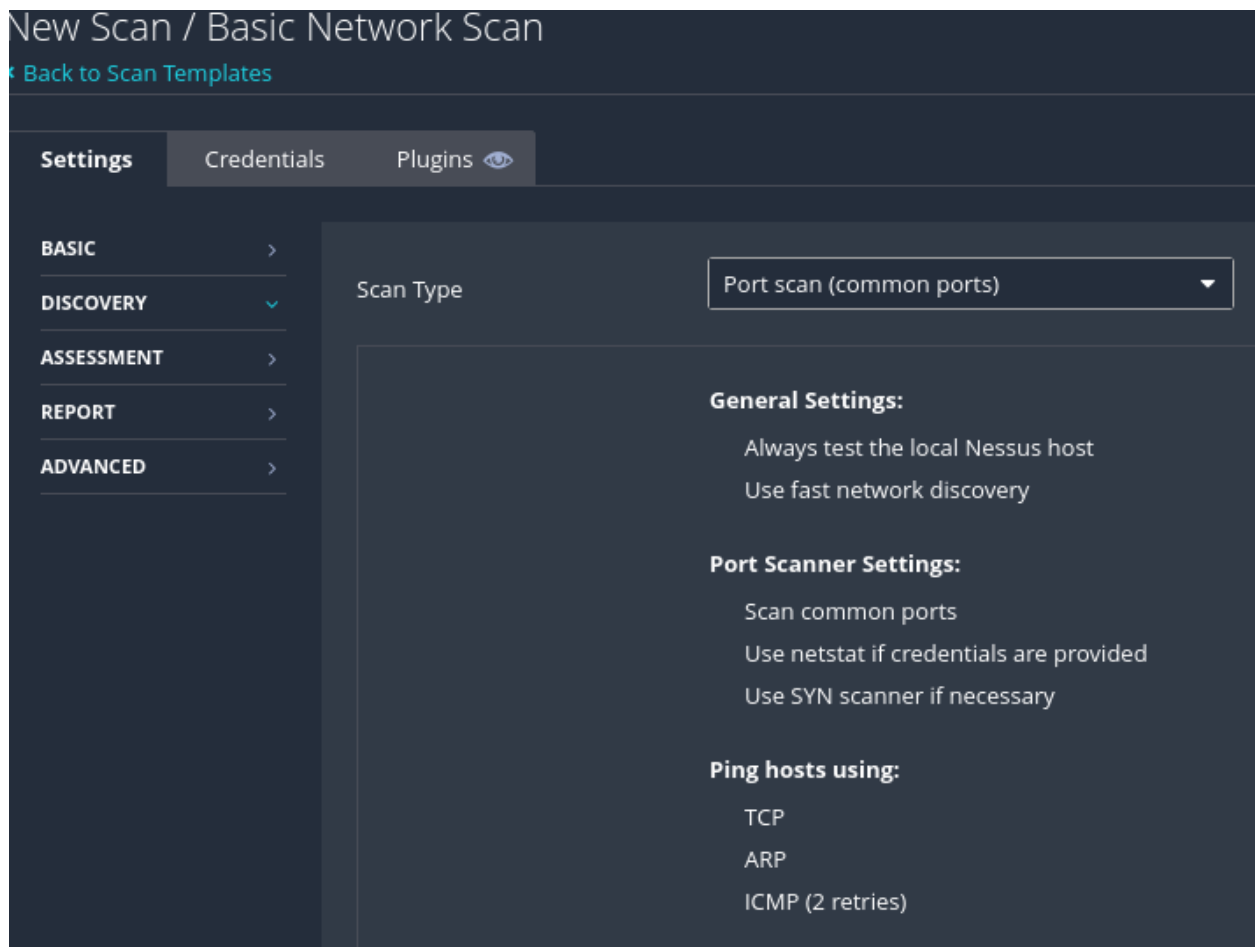 New Scan / Basic Network Scan
Back to Scan Templates
Settings Credentials Plugins
BASIC
DISCOVERY
ASSESSMENT
REPORT
ADVANCED
Scan Type Port scan (common ports)
General Settings:
Always test the local Nessus host
Use fast network discovery
Port Scanner Settings:
Scan common ports
Use netstat if credentials are provided
Use SYN scanner if necessary
Ping hosts using:
TCP
ARP
ICMP (2 retries)